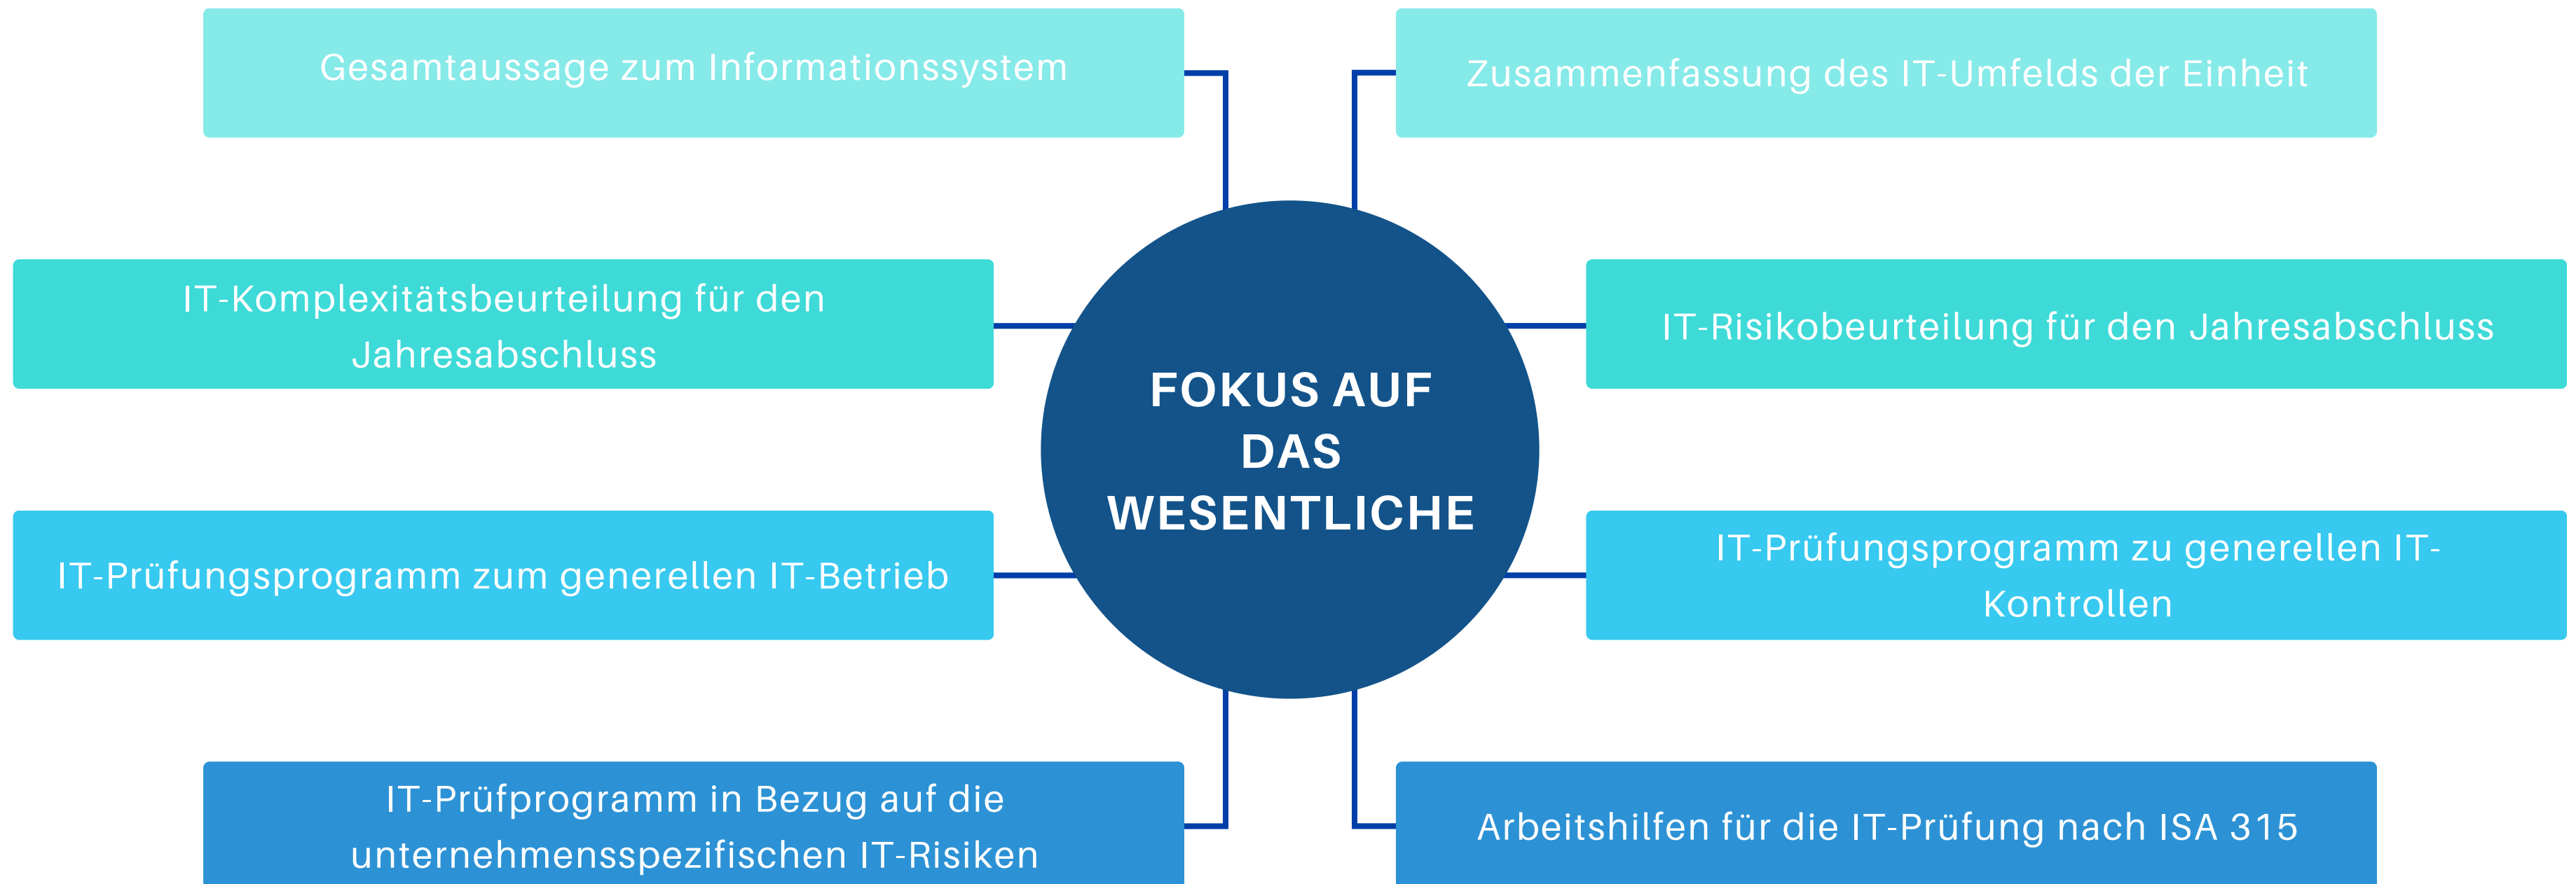 Gesamtaussage zum Informationssystem
Zusammenfassung des IT-Umfelds der Einheit
IT-Komplexitätsbeurteilung für den
Jahresabschluss
IT-Risikobeurteilung für den Jahresabschluss
FOKUS AUF
DAS
WESENTLICHE
IT-Prüfungsprogramm zum generellen IT-Betrieb
IT-Prüfungsprogramm zu generellen IT-
Kontrollen
IT-Prüfprogramm in Bezug auf die
unternehmensspezifischen IT-Risiken
Arbeitshilfen für die IT-Prüfung nach ISA 315